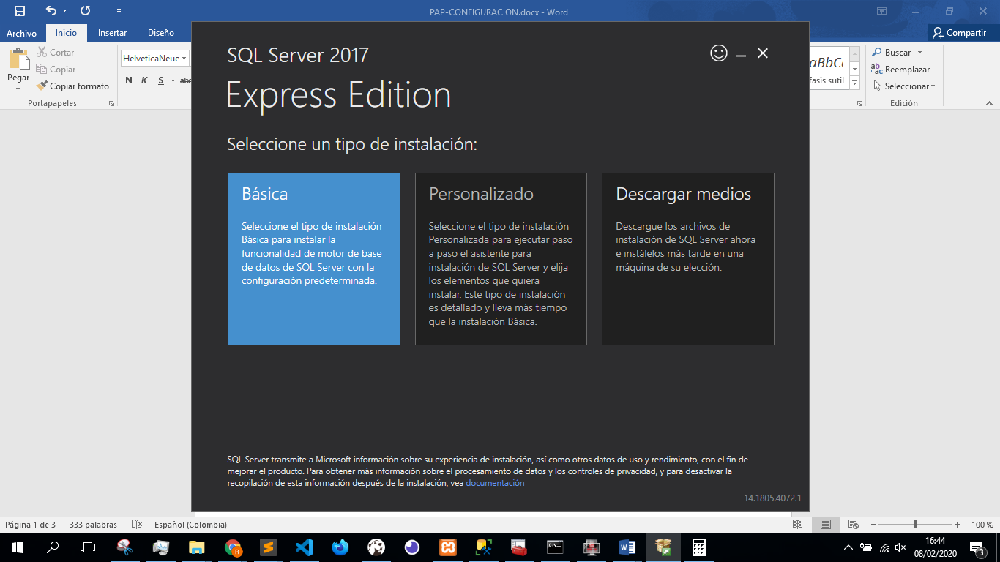 PAP-CONFIGURACION.docx - Word
Archivo
Inicio
Insertar
Diseño
Compartir
Pegar
Cortar
Copiar
Copiar formato
Portapapeles
HelveticaNeue
N K S abc
aBbCc
fasis sutil
Buscar
Reemplazar
Seleccionar
Edición
SQL Server 2017
Express Edition
Seleccione un tipo de instalación:
Básica
Seleccione el tipo de instalación
Básica para instalar la
funcionalidad de motor de base
de datos de SQL Server con la
configuración predeterminada.
Personalizado
Seleccione el tipo de instalación
Personalizada para ejecutar paso
a paso el asistente para
instalación de SQL Server y elija
los elementos que quiera
instalar. Este tipo de instalación
es detallado y lleva más tiempo
que la instalación Básica.
Descargar medios
Descargue los archivos de
instalación de SQL Server ahora
e instálelos más tarde en una
máquina de su elección.
SQL Server transmite a Microsoft información sobre su experiencia de instalación, así como otros datos de uso y rendimiento, con el fin de
mejorar el producto. Para obtener más información sobre el procesamiento de datos y los controles de privacidad, y para desactivar la
recopilación de esta información después de la instalación, vea documentación
14.1805.4072.1
Página 1 de 3
333 palabras
Español (Colombia)
100 %
16:44
08/02/2020
3